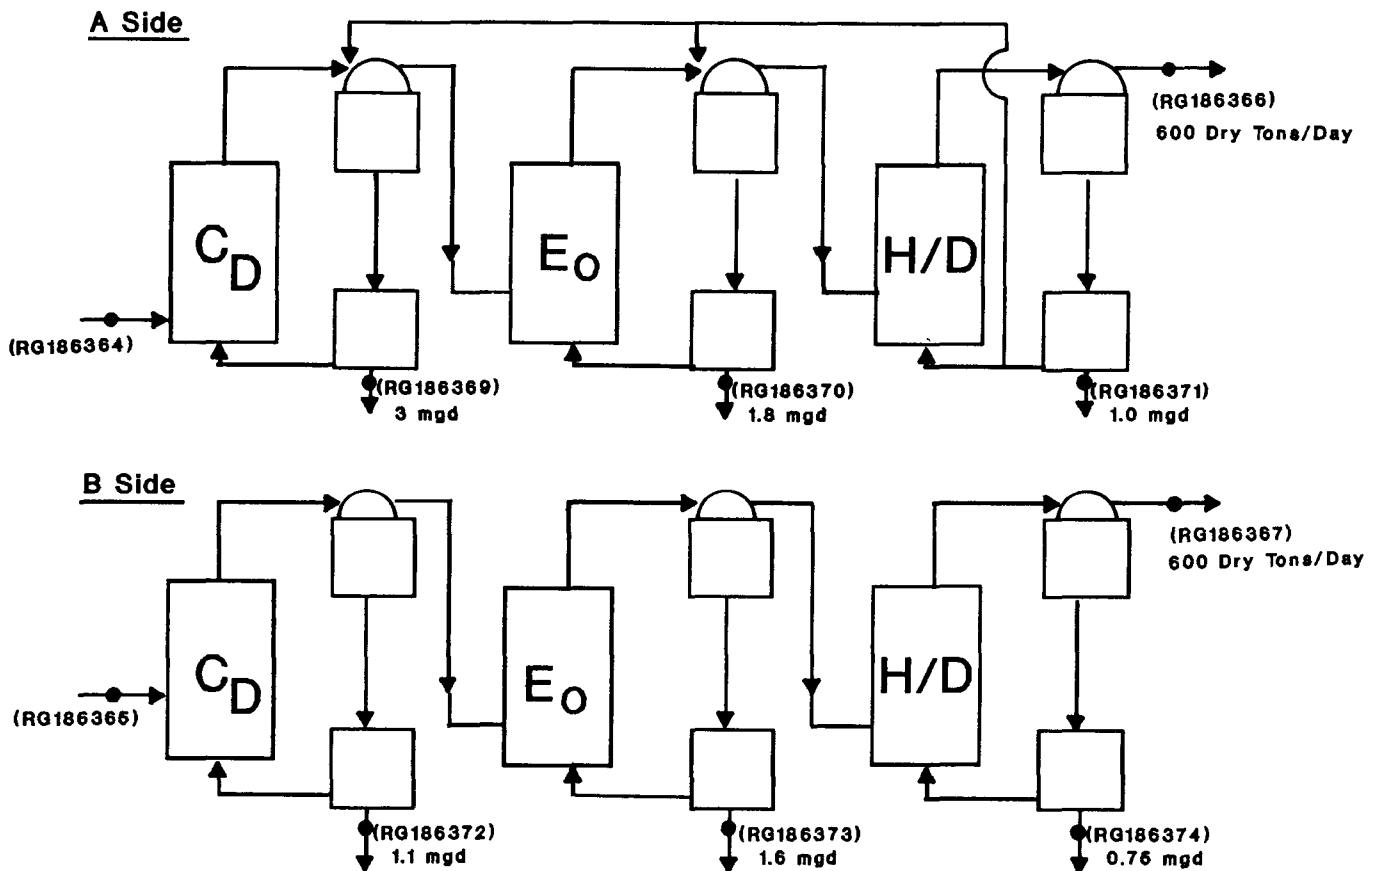 A Side
(RG186366)
600 Dry Tons/Day
CD
EO
H/D
(RG186364)
(RG186369)
3 mgd
(RG186370)
1.8 mgd
(RG186371)
1.0 mgd
B Side
(RG186367)
600 Dry Tons/Day
CD
EO
H/D
(RG186365)
(RG186372)
1.1 mgd
(RG186373)
1.6 mgd
(RG186374)
0.75 mgd